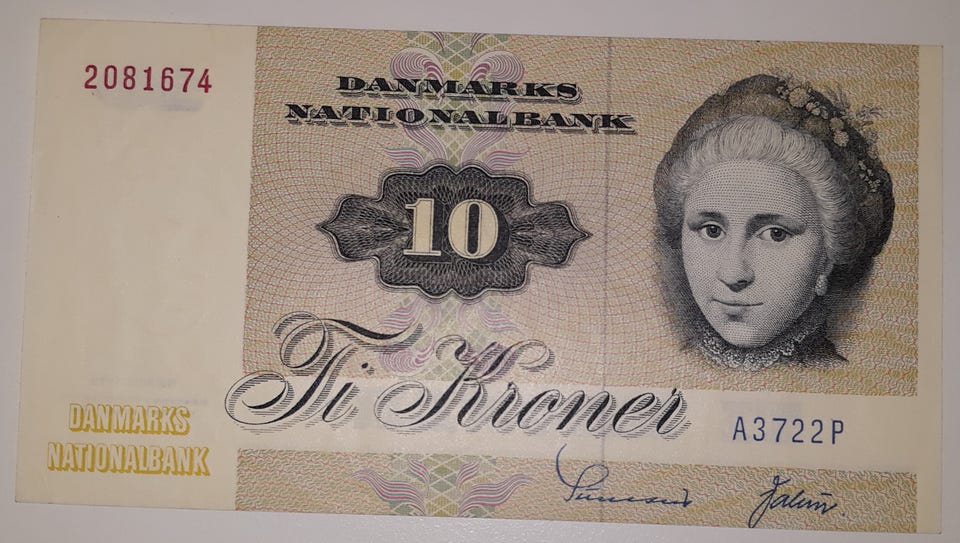 2081674
DANMARKS
NATIONALBANK
10
Ti Kroner
A3722P
DANMARKS
NATIONALBANK